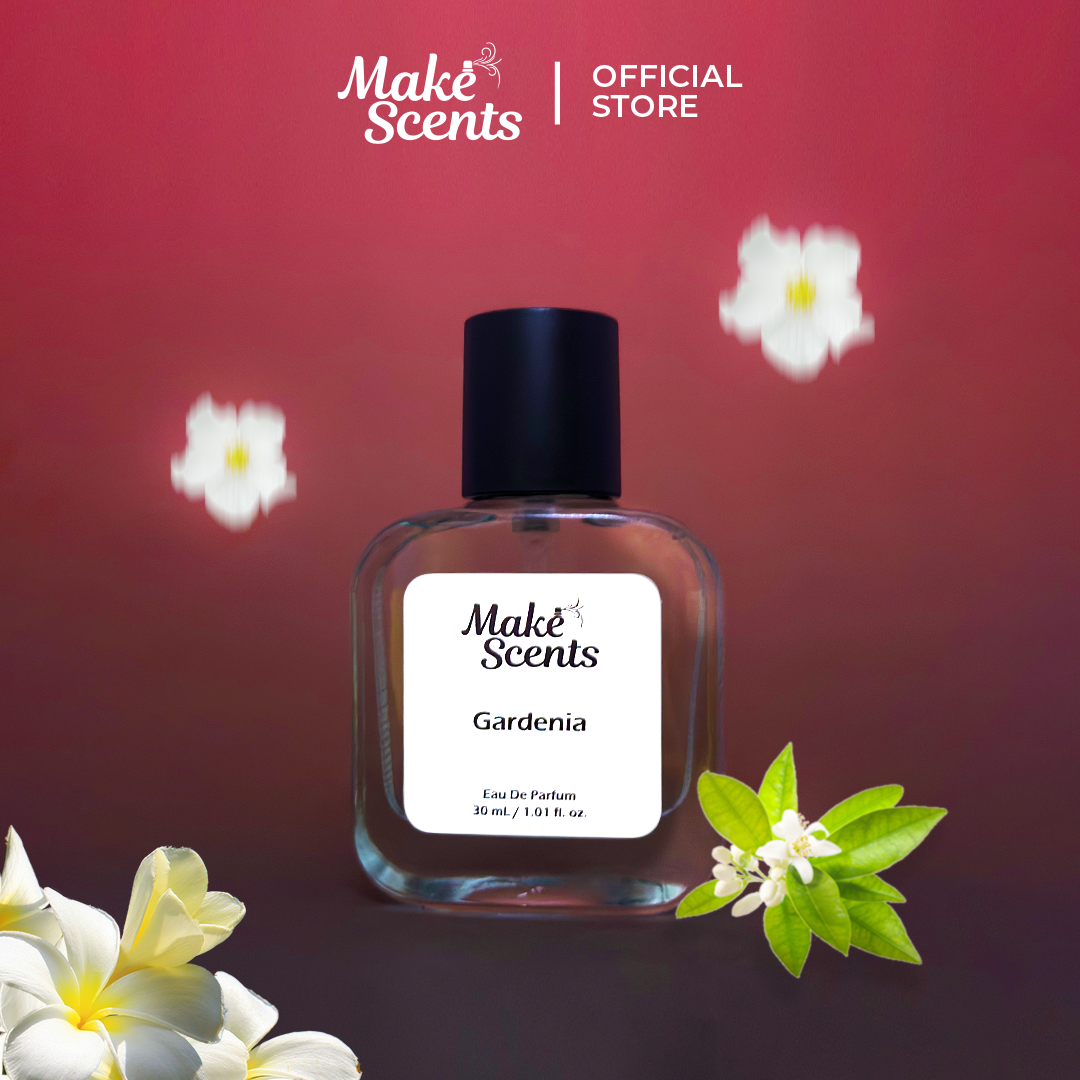 Make
Scents
OFFICIAL
STORE
Make
Scents
Gardenia
Eau De Parfum
30 mL / 1.01 fl. oz.